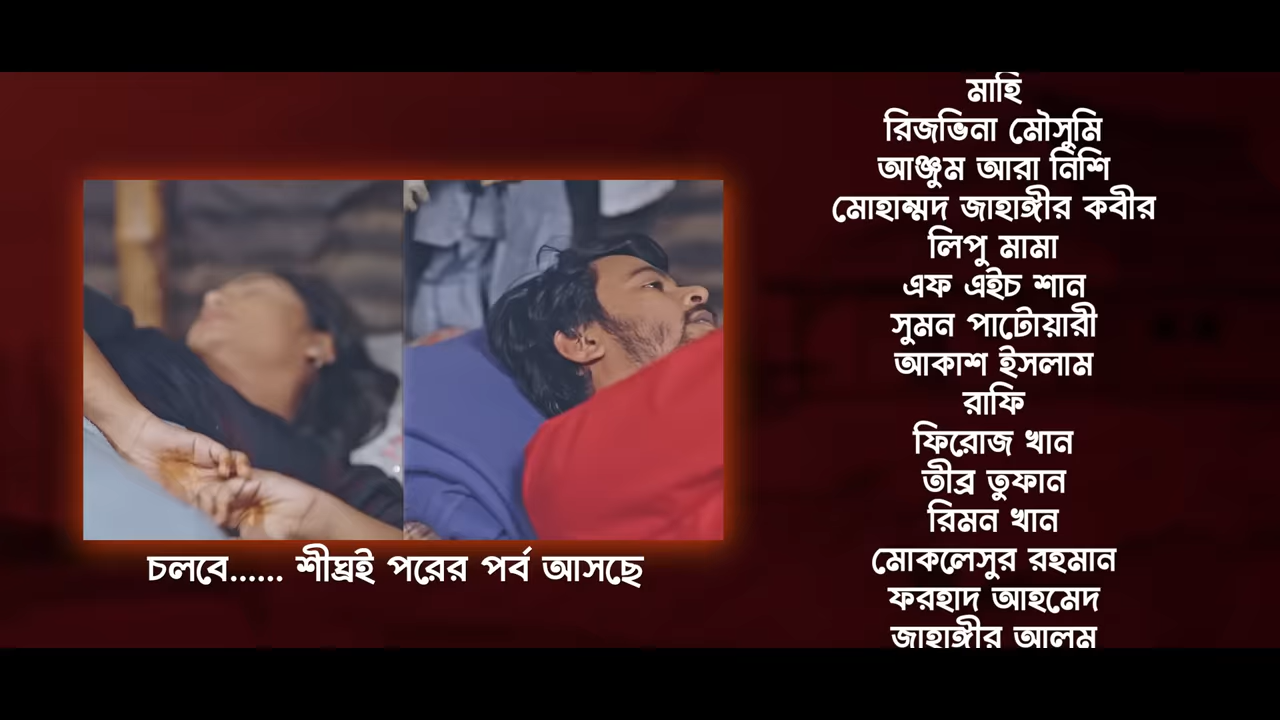 চলবে...... শীঘ্রই পরের পর্ব আসছে
মাহি
রিজভিনা মৌসুমি
আঞ্জুম আরা নিশি
মোহাম্মদ জাহাঙ্গীর কবীর
লিপু মামা
এফ এইচ শান
সুমন পাটোয়ারী
আকাশ ইসলাম
রাফি
ফিরোজ খান
তীব্র তুফান
রিমন খান
মোকলেসুর রহমান
ফরহাদ আহমেদ
জাহাঙ্গীর আলম